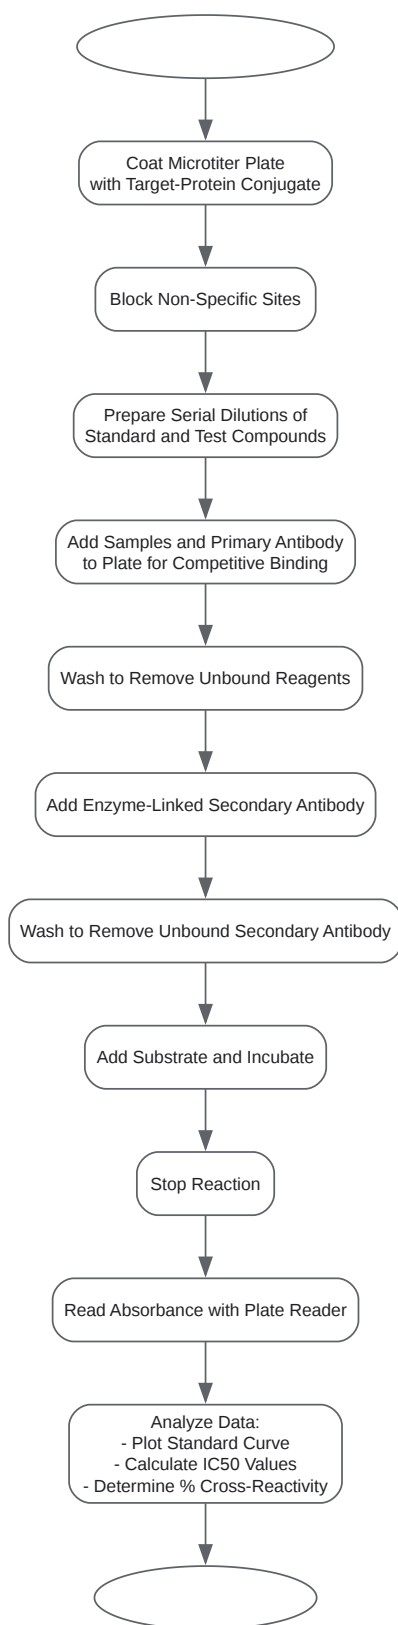 Coat Microtiter Plate
with Target-Protein Conjugate
Block Non-Specific Sites
Prepare Serial Dilutions of
Standard and Test Compounds
Add Samples and Primary Antibody
to Plate for Competitive Binding
Wash to Remove Unbound Reagents
Add Enzyme-Linked Secondary Antibody
Wash to Remove Unbound Secondary Antibody
Add Substrate and Incubate
Stop Reaction
Read Absorbance with Plate Reader
Analyze Data:
- Plot Standard Curve
- Calculate IC50 Values
- Determine % Cross-Reactivity